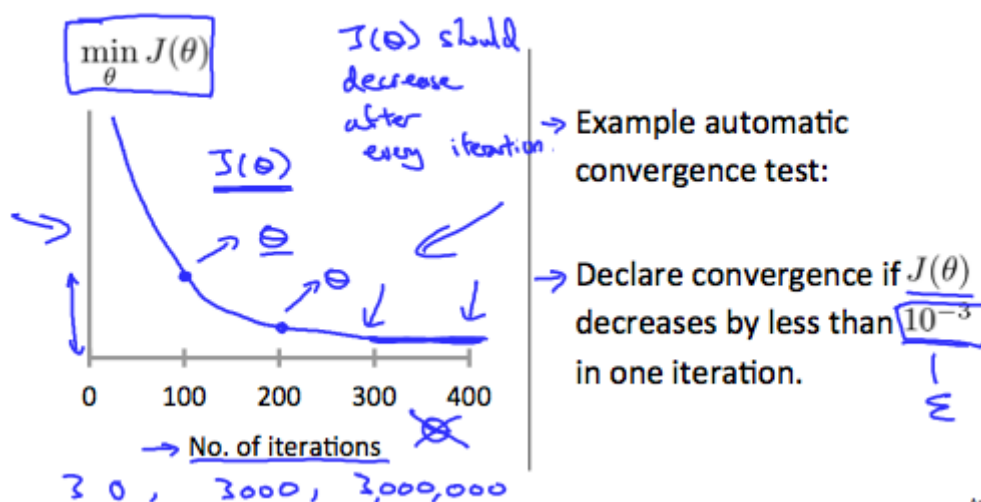 min J(θ)
θ
J(θ) should
decrease
after
every iteration.
J(θ)
θ
θ
0 100 200 300 400
θ
→ No. of iterations
30, 3000, 3,000,000
→ Example automatic
convergence test:
→ Declare convergence if J(θ)
decreases by less than 10⁻³
in one iteration.
ε